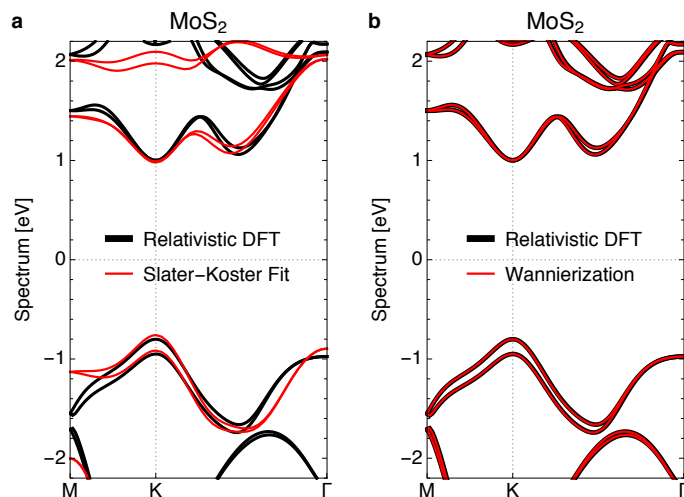 a
MoS2
Spectrum [eV]
2
1
0
−1
−2
Relativistic DFT
Slater−Koster Fit
M
K
Γ
b
MoS2
Spectrum [eV]
2
1
0
−1
−2
Relativistic DFT
Wannierization
M
K
Γ